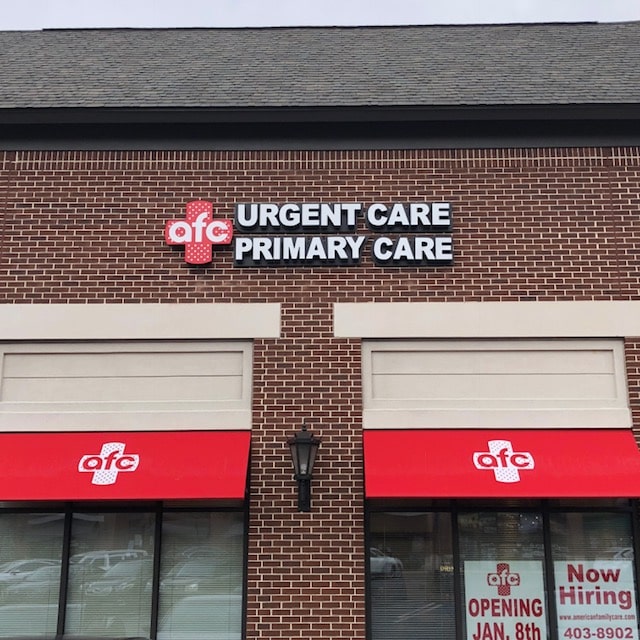 afc
URGENT CARE
PRIMARY CARE
afc
afc
afc
OPENING
JAN. 8th
Now
Hiring
www.americanfamilycare.com
403-8902